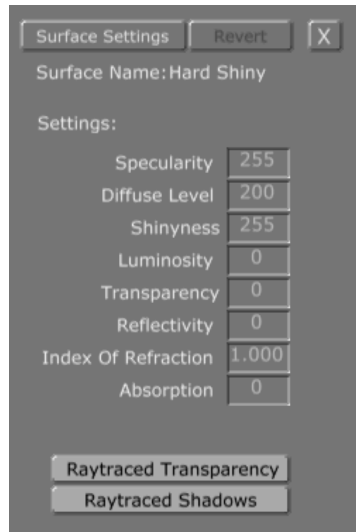 Surface Settings Revert X
Surface Name:Hard Shiny
Settings:
Specularity 255
Diffuse Level 200
Shinyness 255
Luminosity 0
Transparency 0
Reflectivity 0
Index Of Refraction 1.000
Absorption 0
Raytraced Transparency
Raytraced Shadows